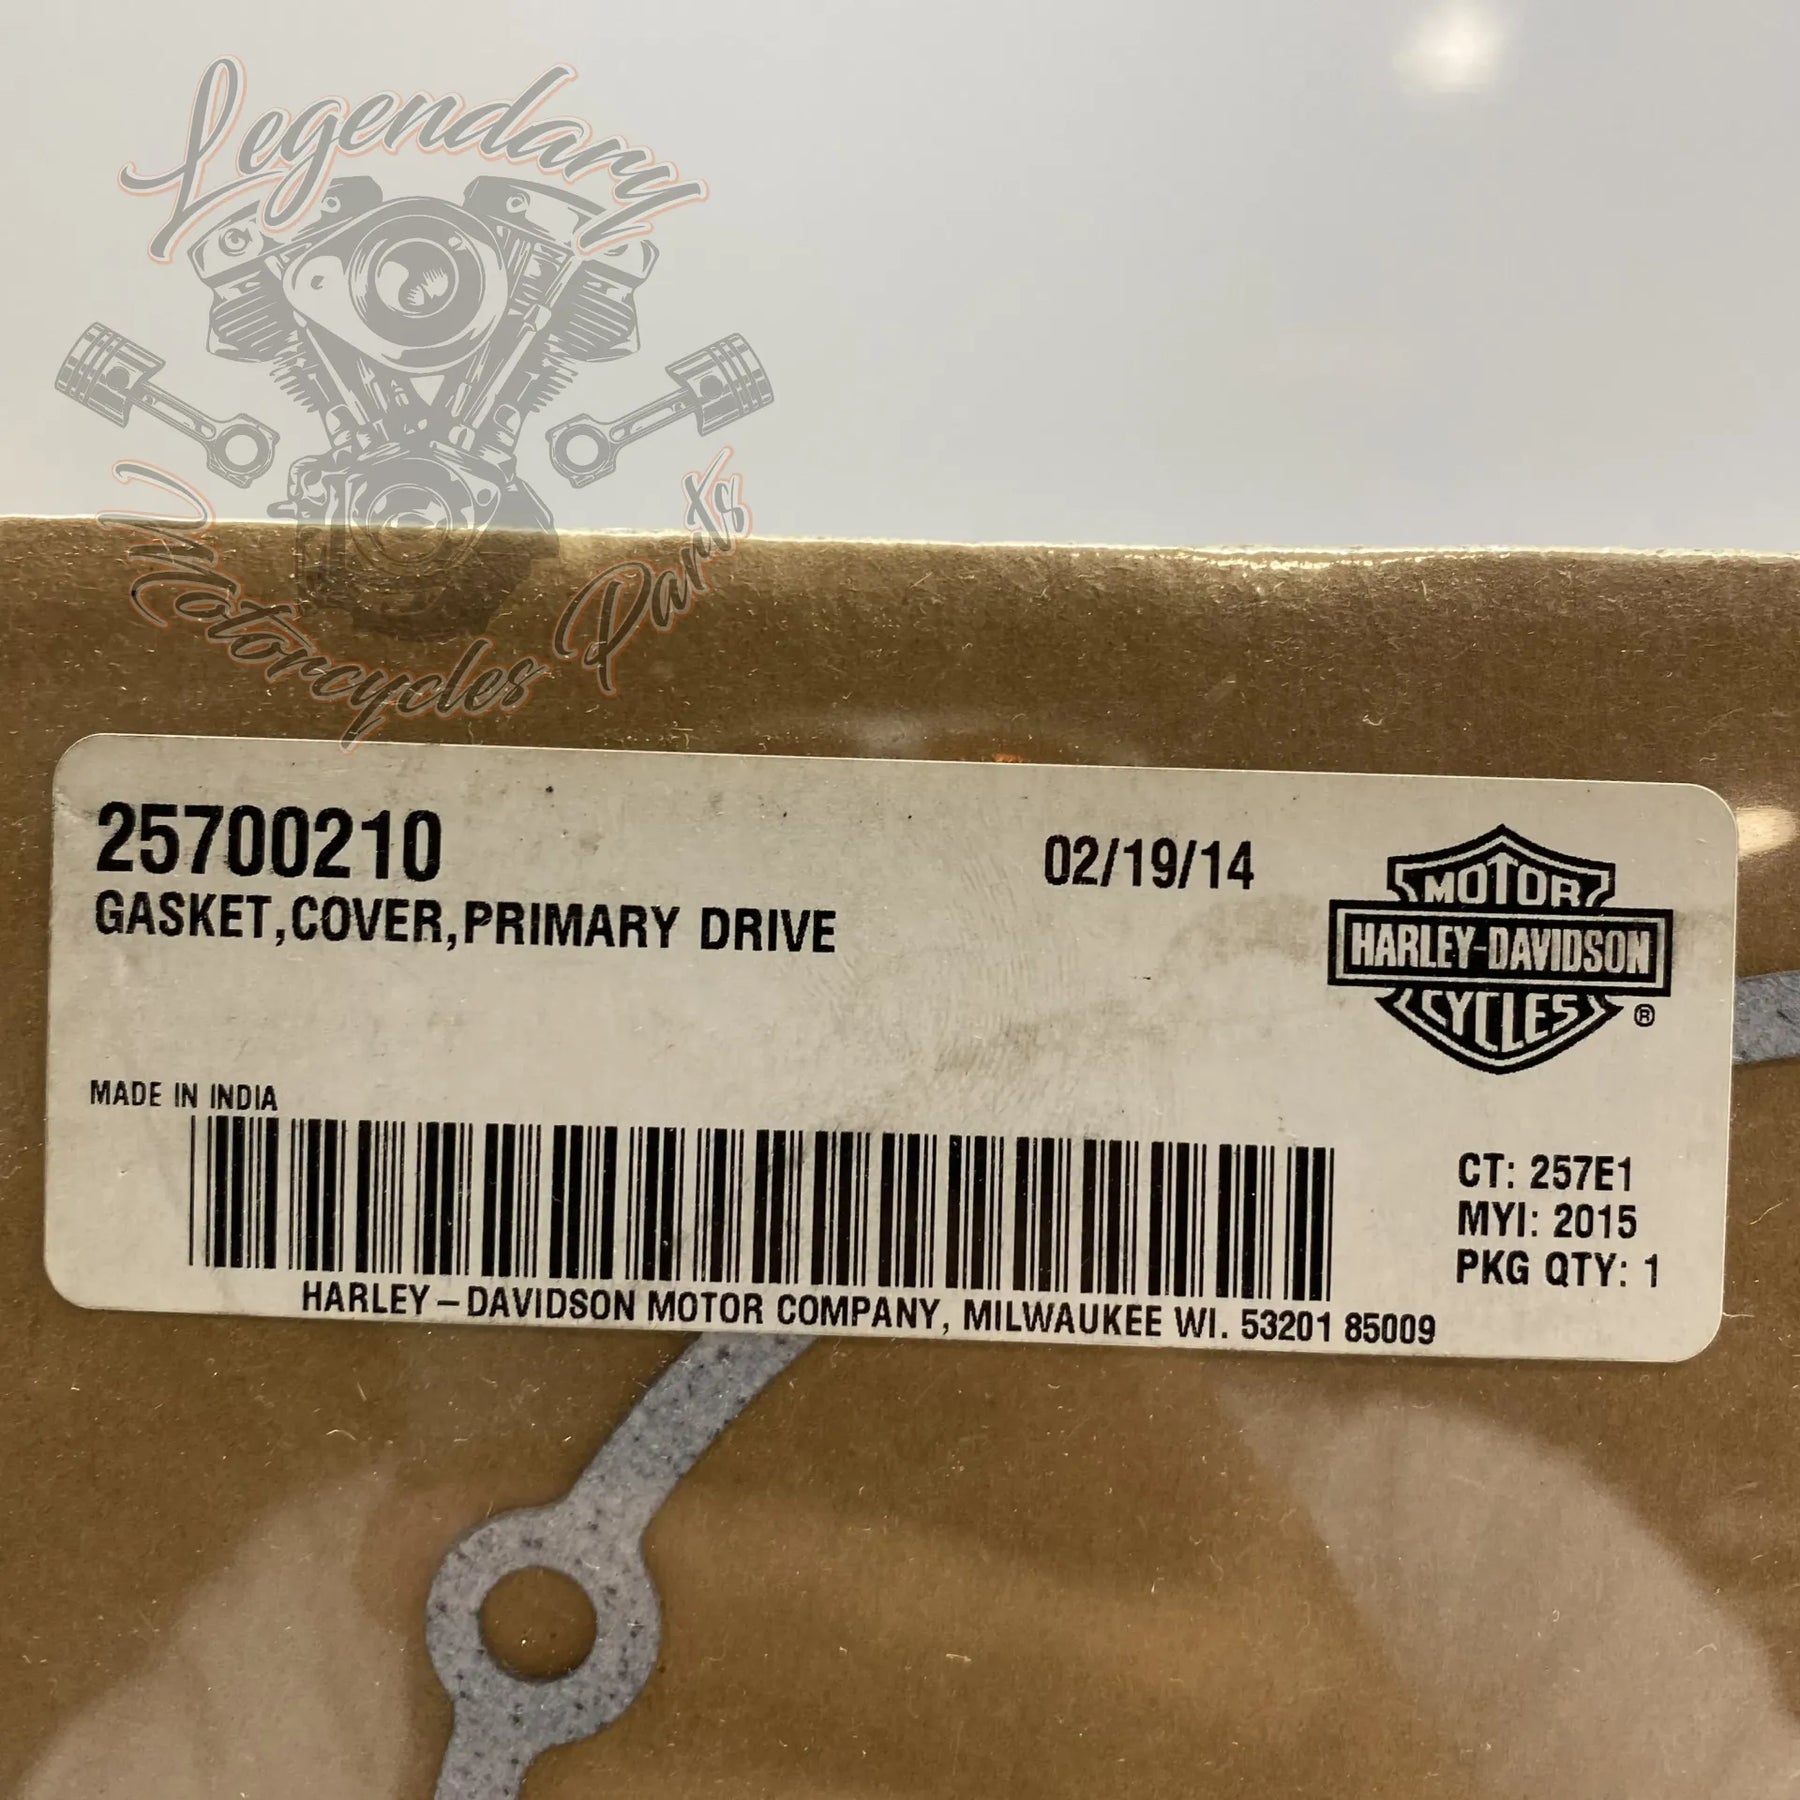 Legendary
Motorcycles Parts
25700210
02/19/14
GASKET,COVER,PRIMARY DRIVE
MOTOR
HARLEY-DAVIDSON
CYCLES
®
MADE IN INDIA
CT: 257E1
MYI: 2015
PKG QTY: 1
HARLEY–DAVIDSON MOTOR COMPANY, MILWAUKEE WI. 53201 85009